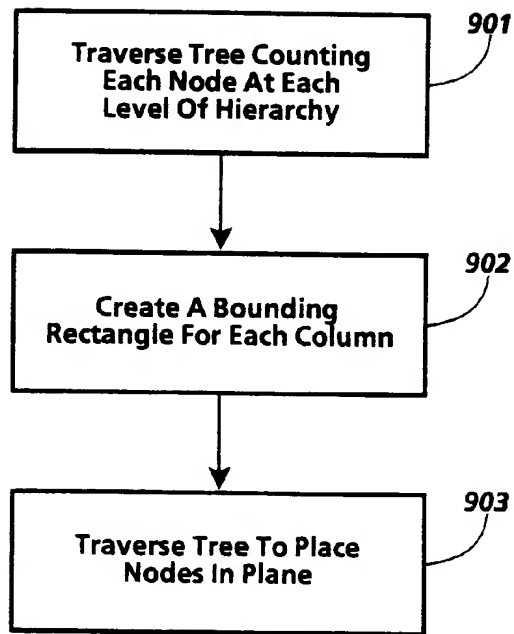 901
Traverse Tree Counting
Each Node At Each
Level Of Hierarchy
902
Create A Bounding
Rectangle For Each Column
903
Traverse Tree To Place
Nodes In Plane